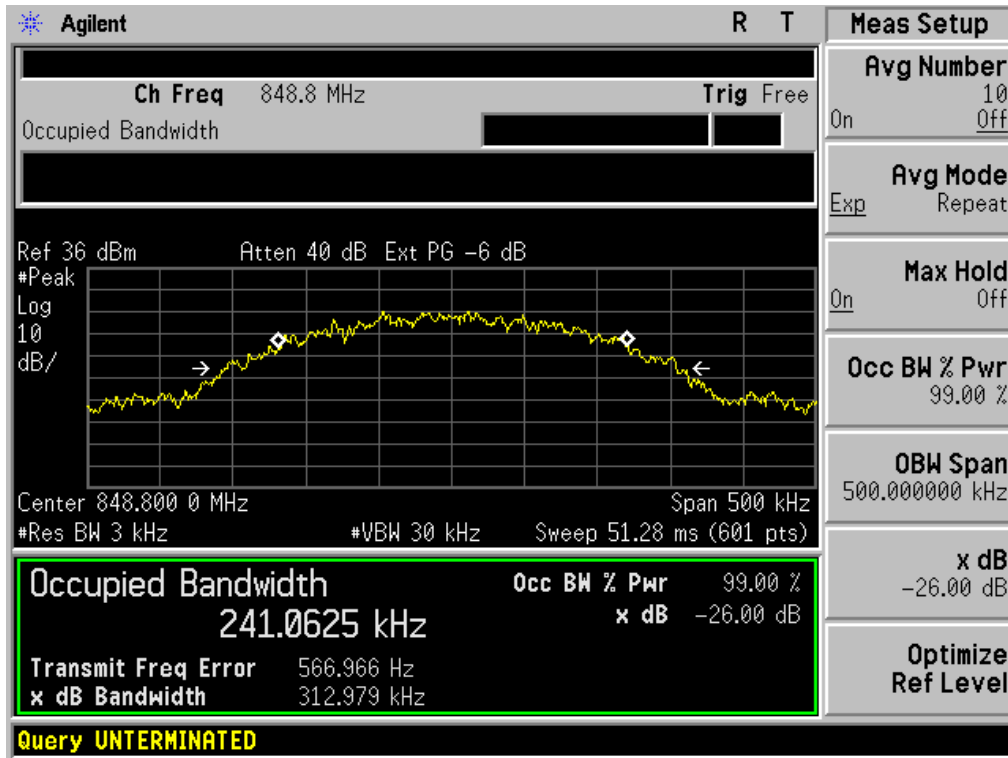 Agilent R T
Ch Freq 848.8 MHz Trig Free
Occupied Bandwidth
Ref 36 dBm Atten 40 dB Ext PG -6 dB
#Peak
Log
10
dB/
Center 848.800 0 MHz Span 500 kHz
#Res BW 3 kHz #VBW 30 kHz Sweep 51.28 ms (601 pts)
Occupied Bandwidth Occ BW % Pwr 99.00 %
241.0625 kHz x dB -26.00 dB
Transmit Freq Error 566.966 Hz
x dB Bandwidth 312.979 kHz
Query UNTERMINATED
Meas Setup
Avg Number
10
On Off
Avg Mode
Exp Repeat
Max Hold
On Off
Occ BW % Pwr
99.00 %
OBW Span
500.000000 kHz
x dB
-26.00 dB
Optimize
Ref Level